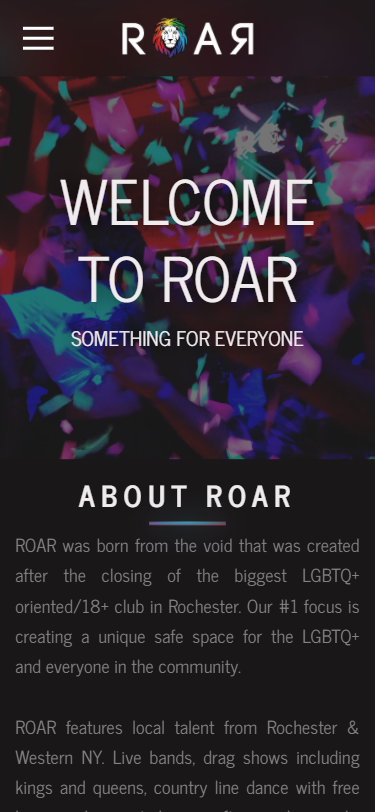 ROAR
WELCOME
TO ROAR
SOMETHING FOR EVERYONE
ABOUT ROAR
ROAR was born from the void that was created
after the closing of the biggest LGBTQ+
oriented/18+ club in Rochester. Our #1 focus is
creating a unique safe space for the LGBTQ+
and everyone in the community.
ROAR features local talent from Rochester &
Western NY. Live bands, drag shows including
kings and queens, country line dance with free